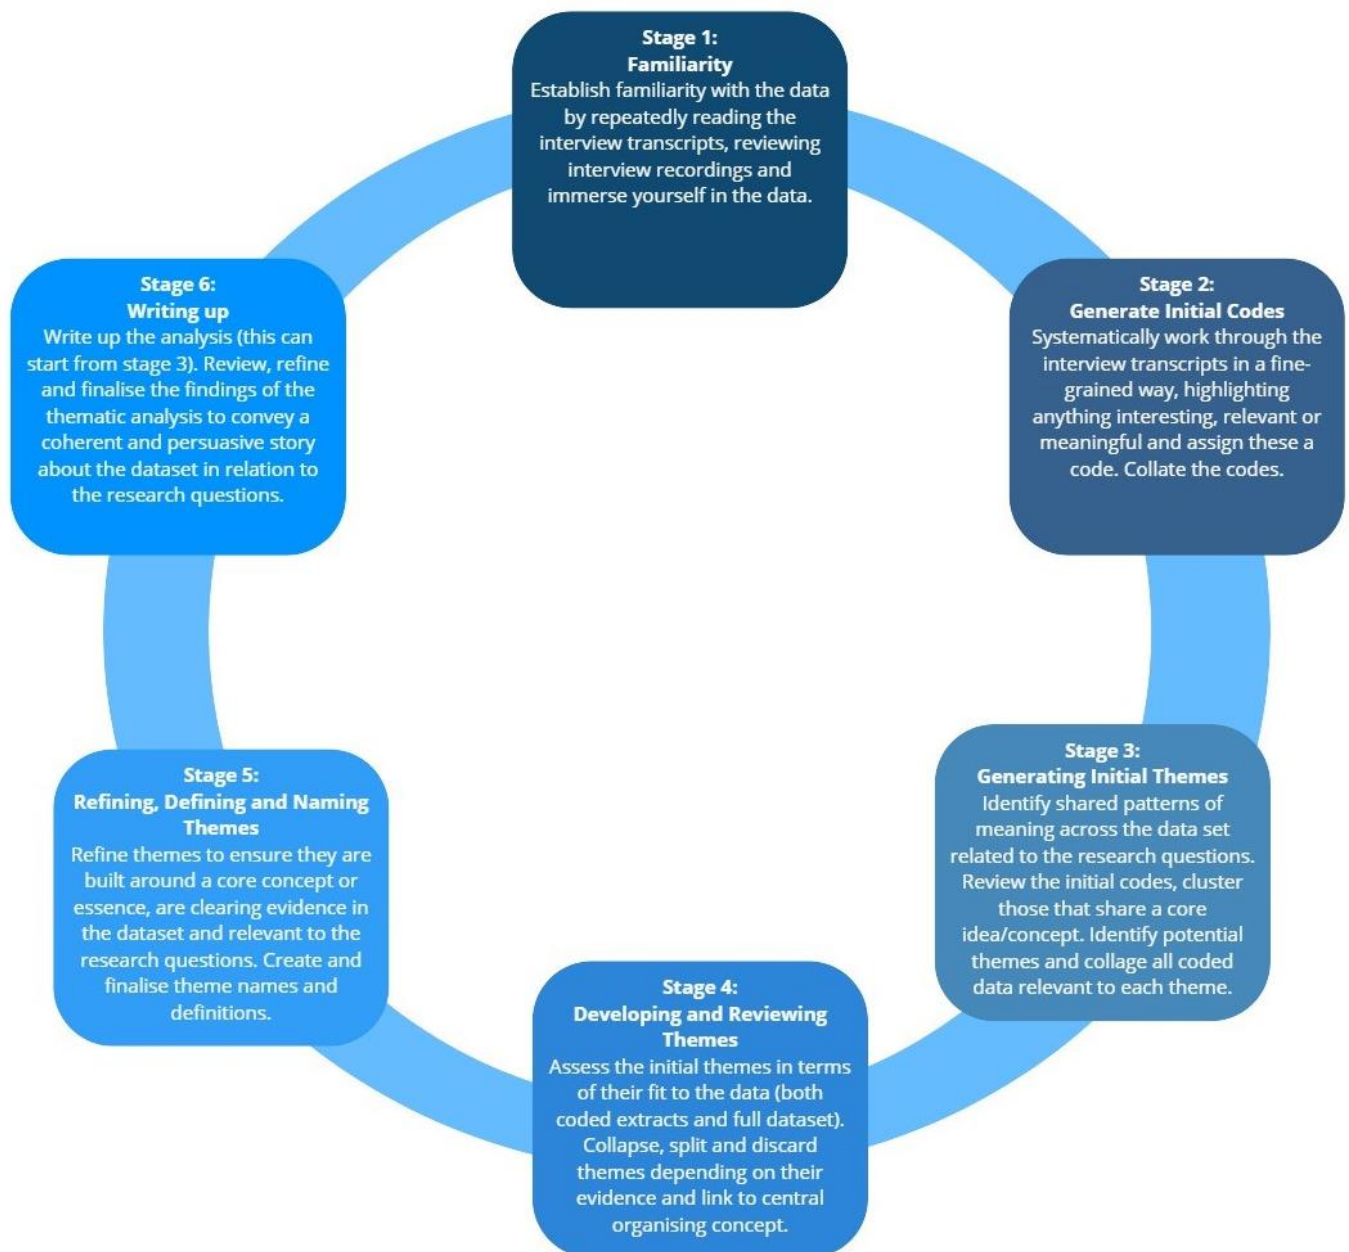 Stage 1:
Familiarity
Establish familiarity with the data
by repeatedly reading the
interview transcripts, reviewing
interview recordings and
immerse yourself in the data.
Stage 2:
Generate Initial Codes
Systematically work through the
interview transcripts in a fine-
grained way, highlighting
anything interesting, relevant or
meaningful and assign these a
code. Collate the codes.
Stage 3:
Generating Initial Themes
Identify shared patterns of
meaning across the data set
related to the research questions.
Review the initial codes, cluster
those that share a core
idea/concept. Identify potential
themes and collage all coded
data relevant to each theme.
Stage 4:
Developing and Reviewing
Themes
Assess the initial themes in terms
of their fit to the data (both
coded extracts and full dataset).
Collapse, split and discard
themes depending on their
evidence and link to central
organising concept.
Stage 5:
Refining, Defining and Naming
Themes
Refine themes to ensure they are
built around a core concept or
essence, are clearing evidence in
the dataset and relevant to the
research questions. Create and
finalise theme names and
definitions.
Stage 6:
Writing up
Write up the analysis (this can
start from stage 3). Review, refine
and finalise the findings of the
thematic analysis to convey a
coherent and persuasive story
about the dataset in relation to
the research questions.